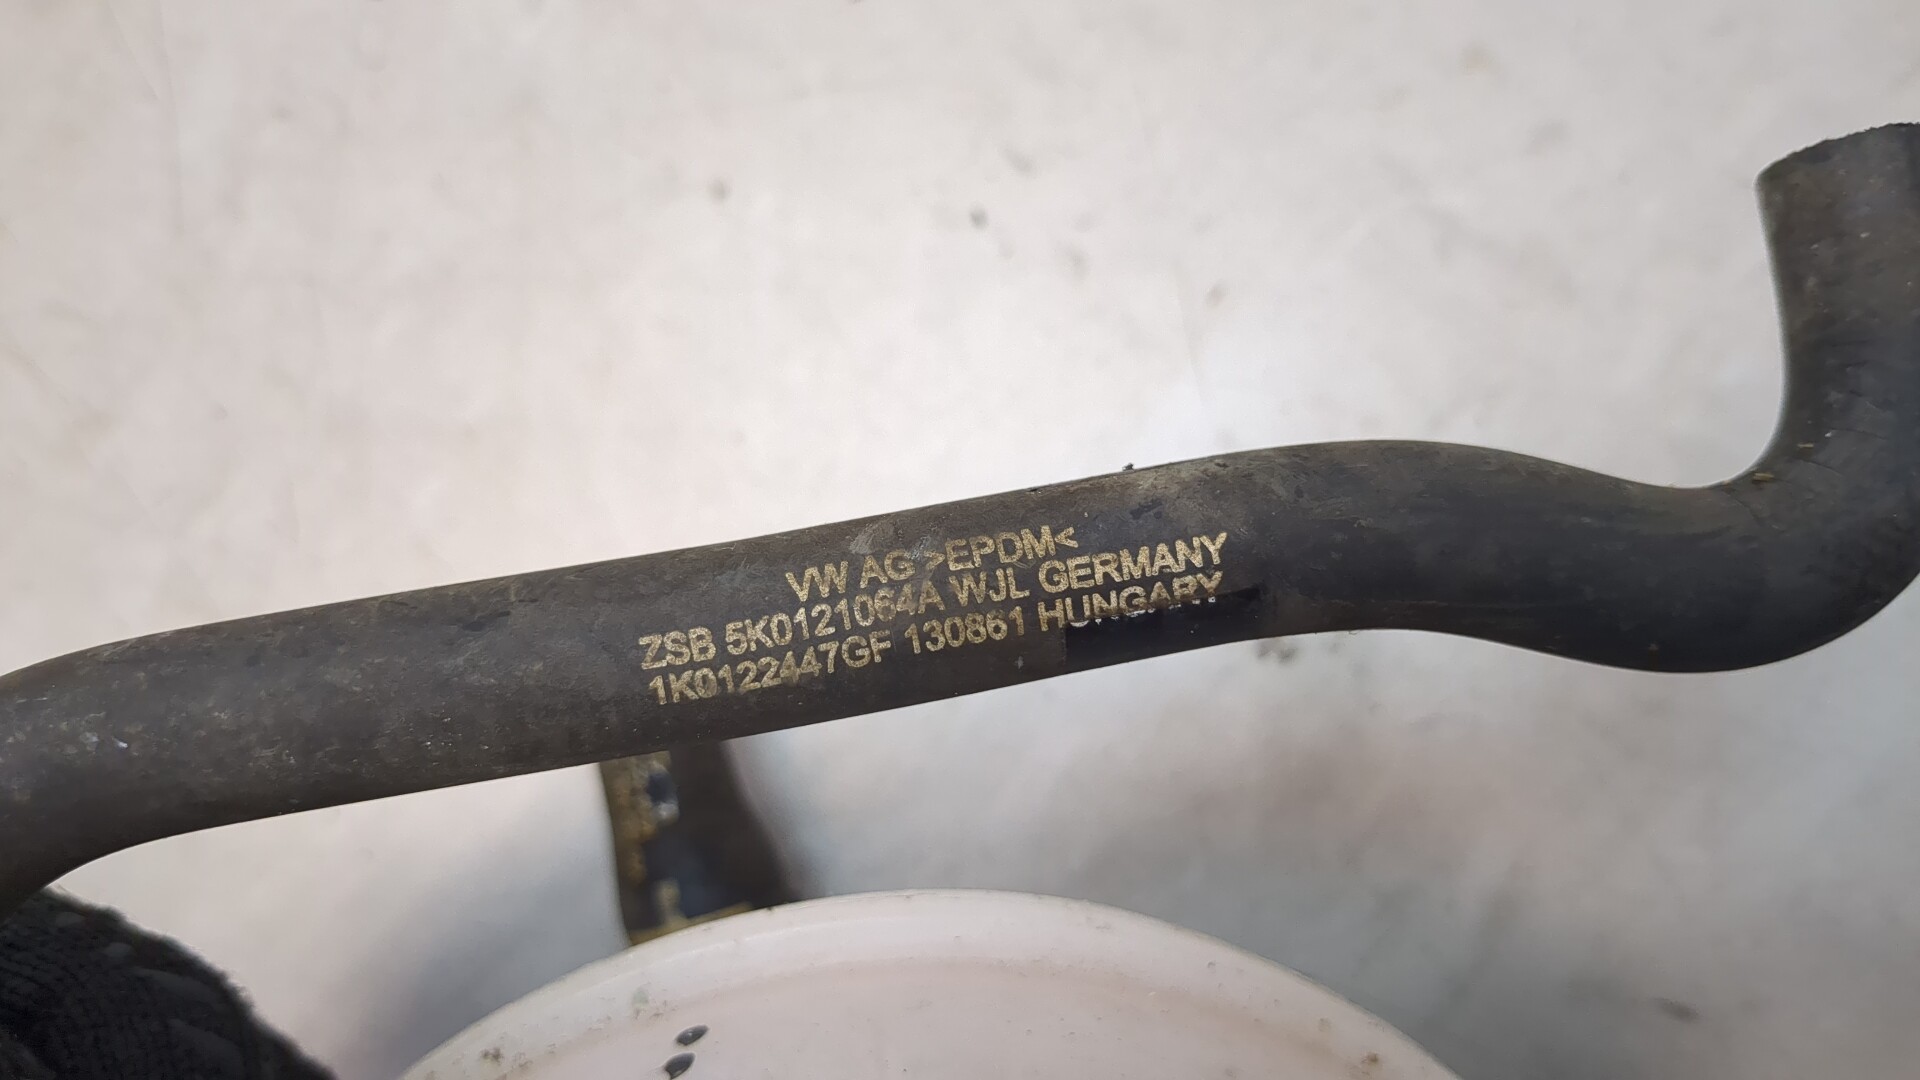 VW AG >EPDM<
ZSB 5K0121064A WJL GERMANY
1K0122447GF 130861 HUNGARY